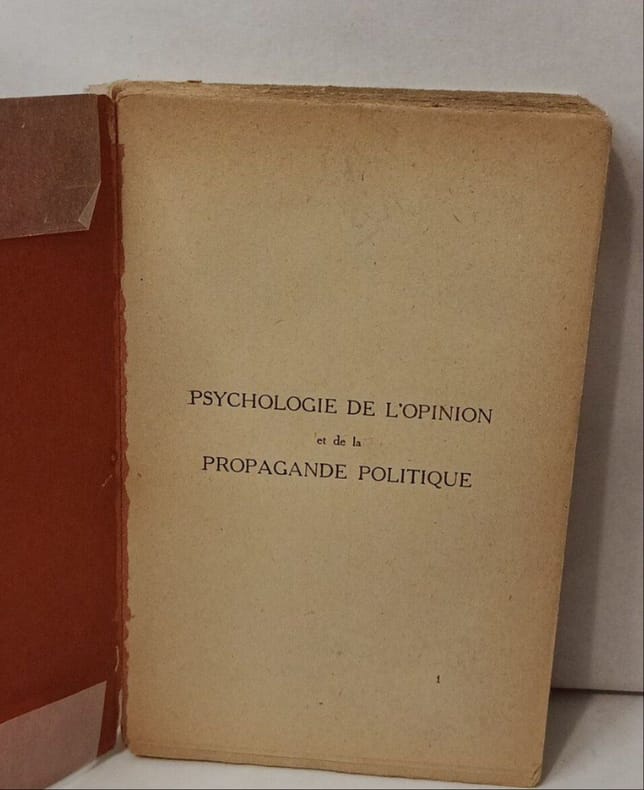 PSYCHOLOGIE DE L'OPINION
et de la
PROPAGANDE POLITIQUE
1